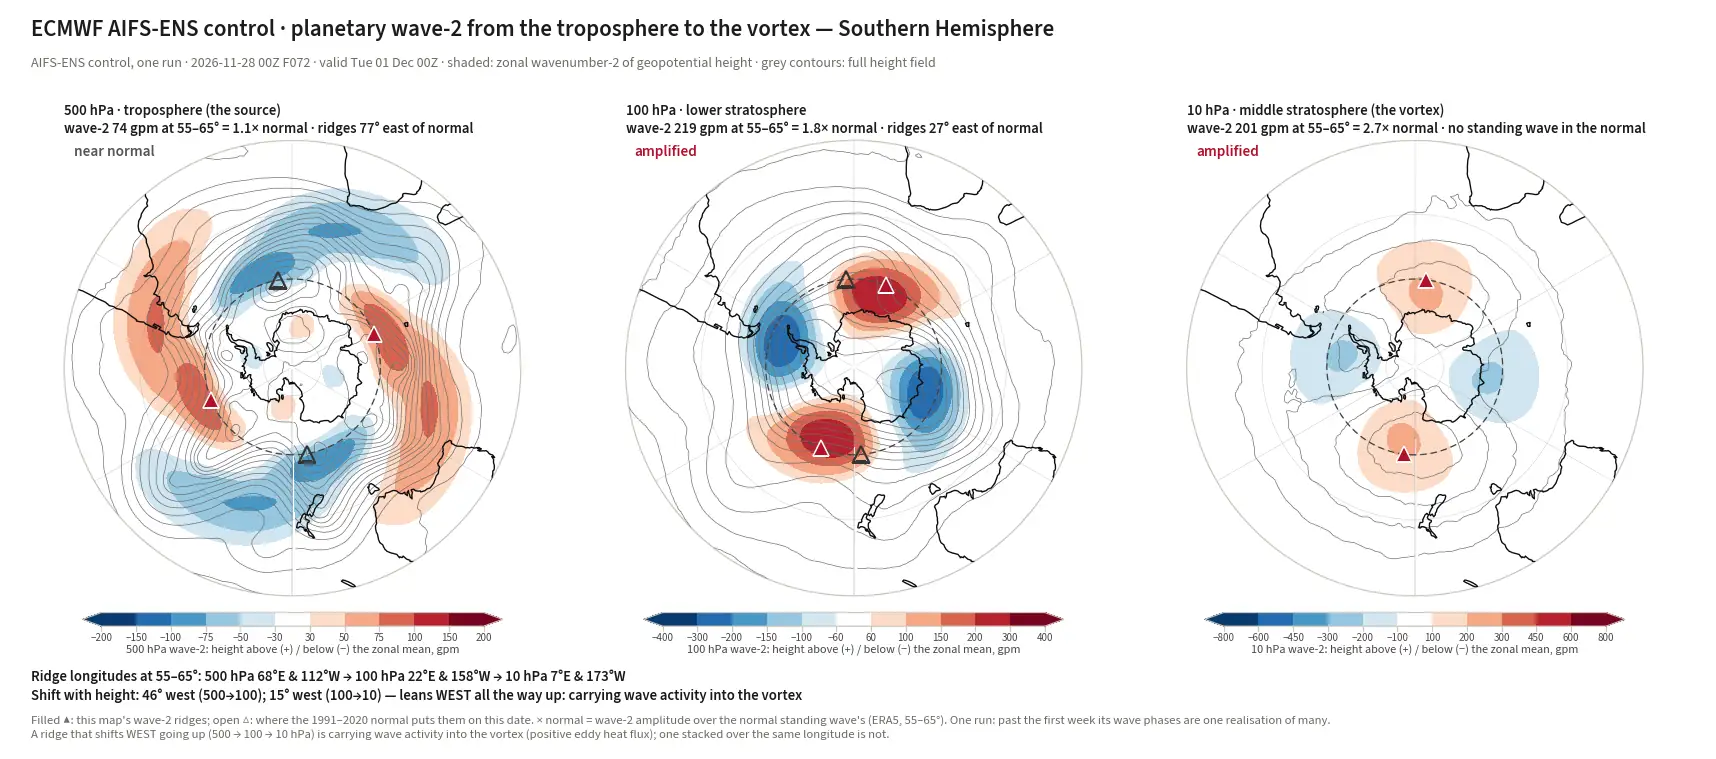 ECMWF AIFS-ENS control · planetary wave-2 from the troposphere to the vortex — Southern Hemisphere
AIFS-ENS control, one run · 2026-11-28 00Z F072 · valid Tue 01 Dec 00Z · shaded: zonal wavenumber-2 of geopotential height · grey contours: full height field
500 hPa · troposphere (the source)
wave-2 74 gpm at 55–65° = 1.1× normal · ridges 77° east of normal
near normal
100 hPa · lower stratosphere
wave-2 219 gpm at 55–65° = 1.8× normal · ridges 27° east of normal
amplified
10 hPa · middle stratosphere (the vortex)
wave-2 201 gpm at 55–65° = 2.7× normal · no standing wave in the normal
amplified
−200 −150 −100 −75 −50 −30 30 50 75 100 150 200
500 hPa wave-2: height above (+) / below (−) the zonal mean, gpm
−400 −300 −200 −150 −100 −60 60 100 150 200 300 400
100 hPa wave-2: height above (+) / below (−) the zonal mean, gpm
−800 −600 −450 −300 −200 −100 100 200 300 450 600 800
10 hPa wave-2: height above (+) / below (−) the zonal mean, gpm
Ridge longitudes at 55–65°: 500 hPa 68°E & 112°W → 100 hPa 22°E & 158°W → 10 hPa 7°E & 173°W
Shift with height: 46° west (500→100); 15° west (100→10) — leans WEST all the way up: carrying wave activity into the vortex
Filled ▲: this map's wave-2 ridges; open △: where the 1991–2020 normal puts them on this date. × normal = wave-2 amplitude over the normal standing wave's (ERA5, 55–65°). One run: past the first week its wave phases are one realisation of many.
A ridge that shifts WEST going up (500 → 100 → 10 hPa) is carrying wave activity into the vortex (positive eddy heat flux); one stacked over the same longitude is not.